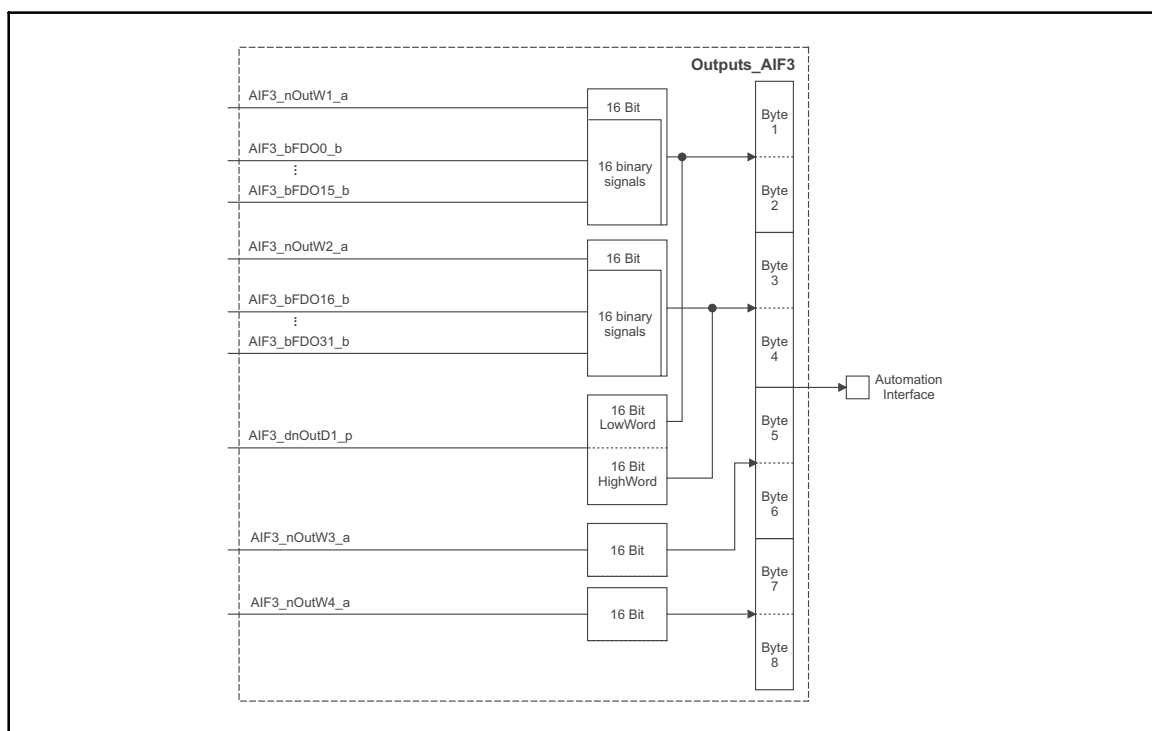 Outputs_AIF3
AIF3_nOutW1_a
16 Bit
AIF3_bFDO0_b
⋮
AIF3_bFDO15_b
16 binary
signals
Byte
1
Byte
2
AIF3_nOutW2_a
16 Bit
AIF3_bFDO16_b
⋮
AIF3_bFDO31_b
16 binary
signals
Byte
3
Byte
4
Automation
Interface
AIF3_dnOutD1_p
16 Bit
LowWord
16 Bit
HighWord
Byte
5
Byte
6
AIF3_nOutW3_a
16 Bit
AIF3_nOutW4_a
16 Bit
Byte
7
Byte
8